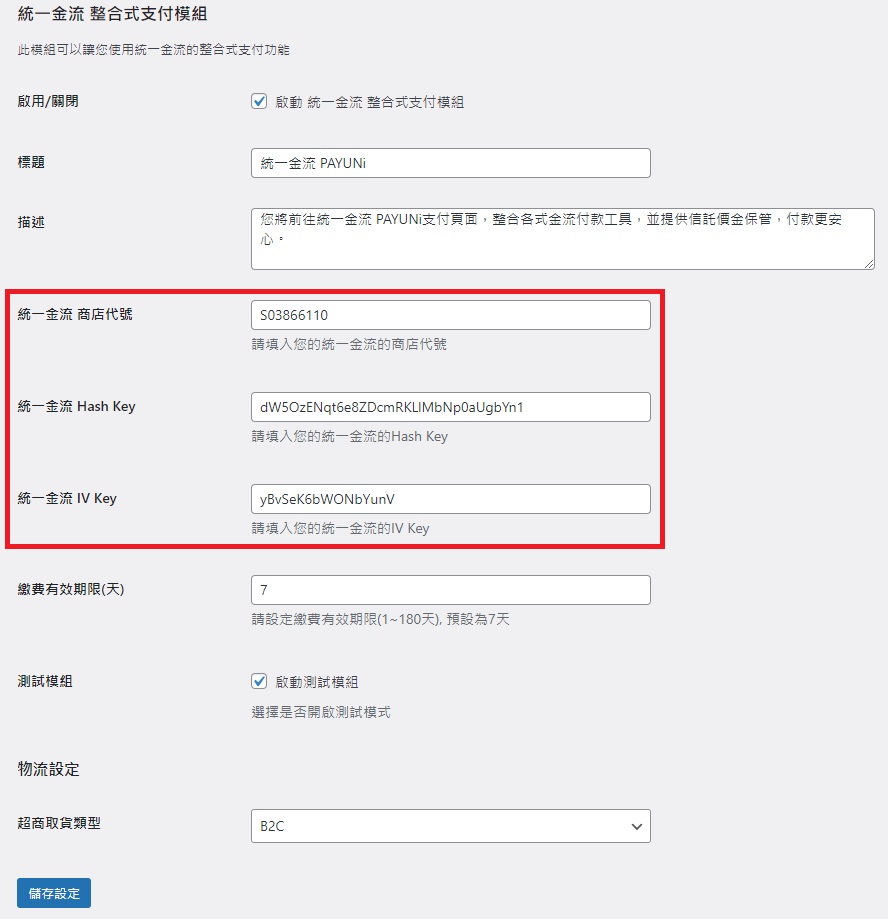 統一金流 整合式支付模組
此模組可以讓您使用統一金流的整合式支付功能
啟用/關閉
啟動 統一金流 整合式支付模組
標題
統一金流 PAYUNi
描述
您將前往統一金流 PAYUNi支付頁面，整合各式金流付款工具，並提供信託價金保管，付款更安
心。
統一金流 商店代號
S03866110
請填入您的統一金流的商店代號
統一金流 Hash Key
dW5OzENqt6e8ZDcmRKLIMbNp0aUgbYn1
請填入您的統一金流的Hash Key
統一金流 IV Key
yBvSeK6bWONbYunV
請填入您的統一金流的IV Key
繳費有效期限(天)
7
請設定繳費有效期限(1~180天), 預設為7天
測試模組
啟動測試模組
選擇是否開啟測試模式
物流設定
超商取貨類型
B2C
儲存設定